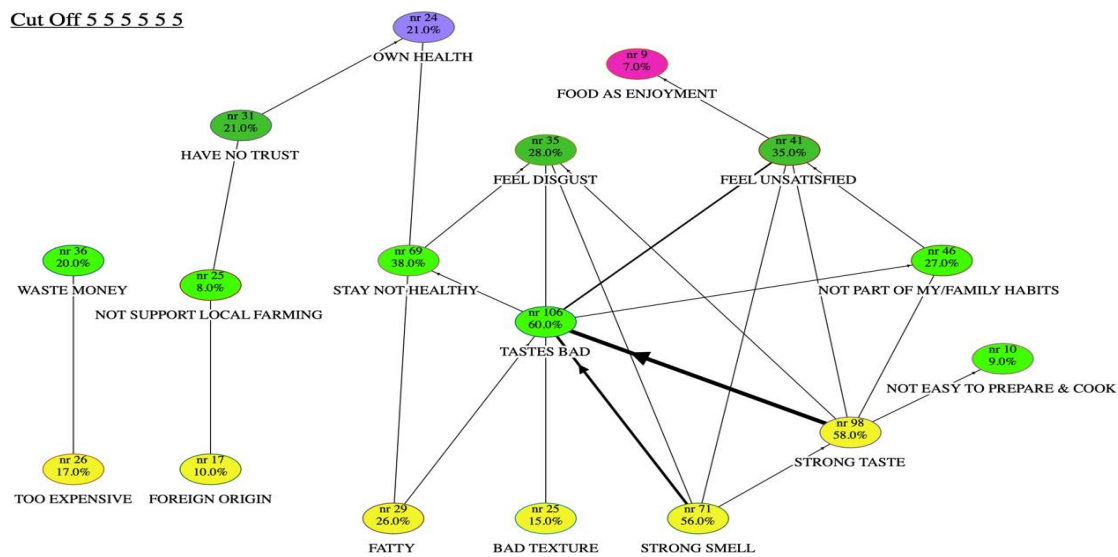 Cut Off 5 5 5 5 5 5
nr 24
21.0%
OWN HEALTH
nr 9
7.0%
FOOD AS ENJOYMENT
nr 31
21.0%
HAVE NO TRUST
nr 35
28.0%
FEEL DISGUST
nr 41
35.0%
FEEL UNSATISFIED
nr 36
20.0%
WASTE MONEY
nr 25
8.0%
NOT SUPPORT LOCAL FARMING
nr 69
38.0%
STAY NOT HEALTHY
nr 46
27.0%
NOT PART OF MY/FAMILY HABITS
nr 106
60.0%
TASTES BAD
nr 10
9.0%
NOT EASY TO PREPARE & COOK
nr 98
58.0%
STRONG TASTE
nr 26
17.0%
TOO EXPENSIVE
nr 17
10.0%
FOREIGN ORIGIN
nr 29
26.0%
FATTY
nr 25
15.0%
BAD TEXTURE
nr 71
56.0%
STRONG SMELL